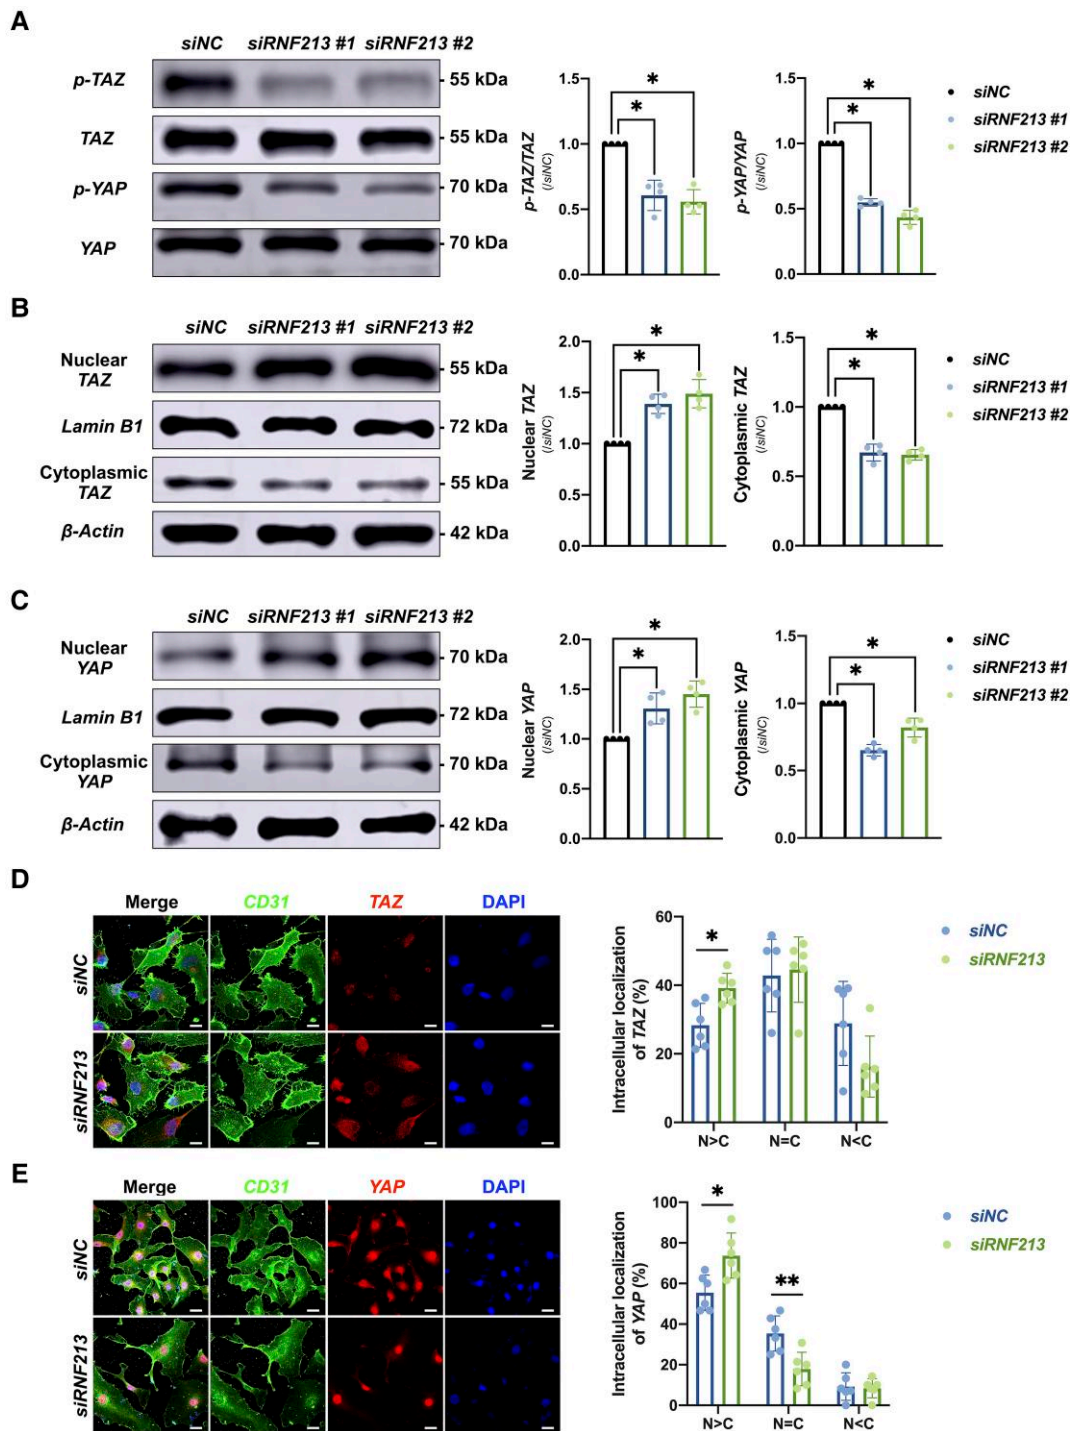 A
siNC siRNF213 #1 siRNF213 #2
p-TAZ
- 55 kDa
TAZ
- 55 kDa
p-YAP
- 70 kDa
YAP
- 70 kDa
p-TAZ/TAZ
(/siNC)
1.5
1.0
0.5
0.0
*
*
p-YAP/YAP
(/siNC)
1.5
1.0
0.5
0.0
*
*
siNC
siRNF213 #1
siRNF213 #2
B
siNC siRNF213 #1 siRNF213 #2
Nuclear
TAZ
- 55 kDa
Lamin B1
- 72 kDa
Cytoplasmic
TAZ
- 55 kDa
β-Actin
- 42 kDa
Nuclear TAZ
(/siNC)
2.0
1.5
1.0
0.5
0.0
*
*
Cytoplasmic TAZ
(/siNC)
1.5
1.0
0.5
0.0
*
*
siNC
siRNF213 #1
siRNF213 #2
C
siNC siRNF213 #1 siRNF213 #2
Nuclear
YAP
- 70 kDa
Lamin B1
- 72 kDa
Cytoplasmic
YAP
- 70 kDa
β-Actin
- 42 kDa
Nuclear YAP
(/siNC)
2.0
1.5
1.0
0.5
0.0
*
*
Cytoplasmic YAP
(/siNC)
1.5
1.0
0.5
0.0
*
*
siNC
siRNF213 #1
siRNF213 #2
D
Merge CD31 TAZ DAPI
siNC
siRNF213
Intracellular localization
of TAZ (%)
60
40
20
0
*
N>C N=C N<C
siNC
siRNF213
E
Merge CD31 YAP DAPI
siNC
siRNF213
Intracellular localization
of YAP (%)
100
80
60
40
20
0
*
**
N>C N=C N<C
siNC
siRNF213